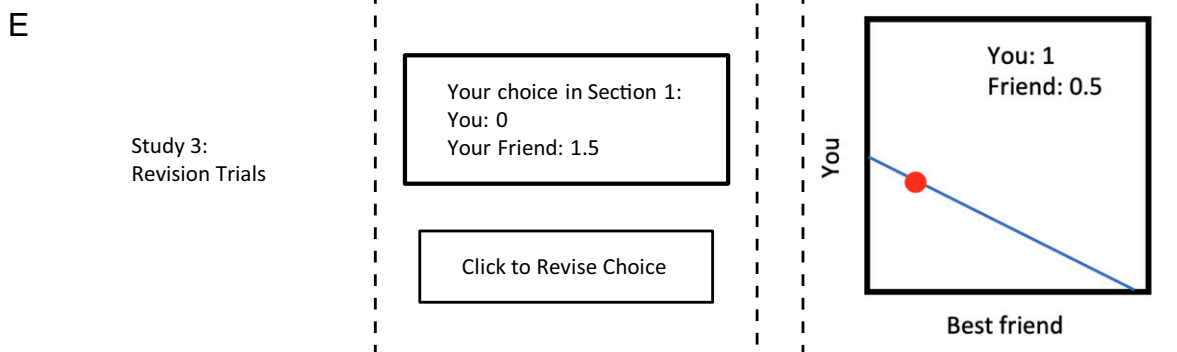 E
Study 3:
Revision Trials
Your choice in Section 1:
You: 0
Your Friend: 1.5
Click to Revise Choice
You: 1
Friend: 0.5
You
Best friend